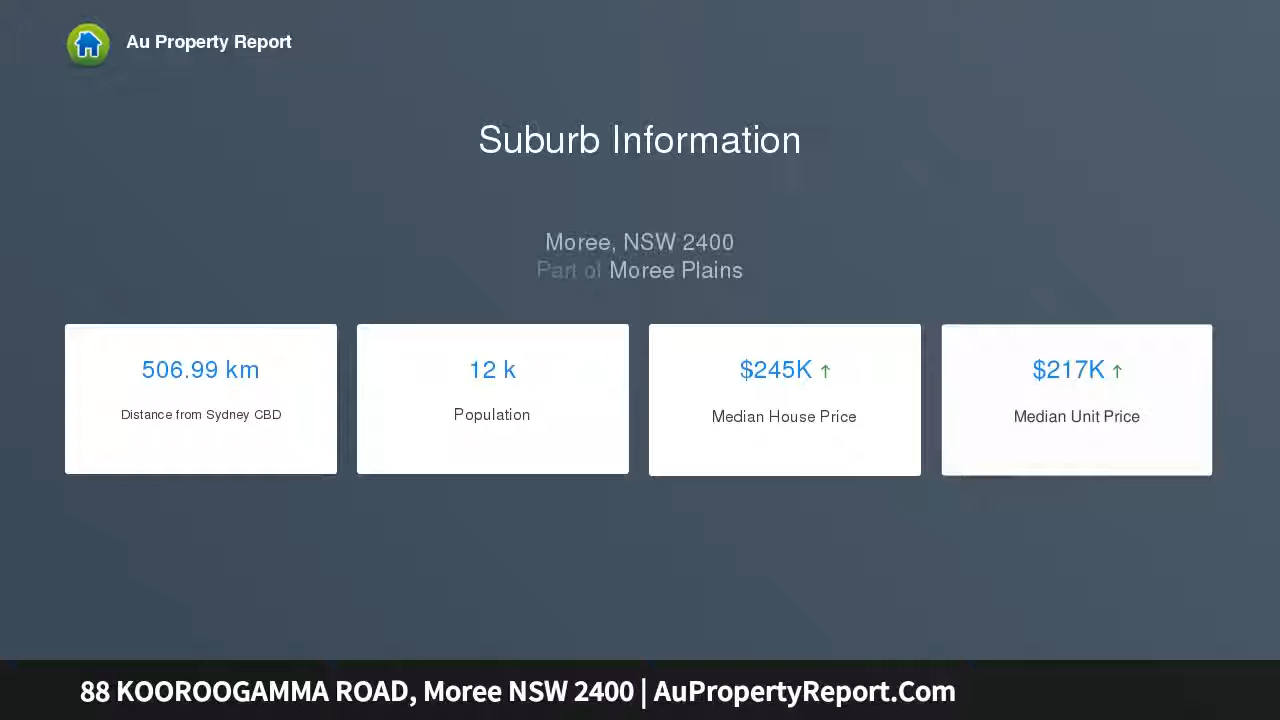 Au Property Report
Suburb Information
Moree, NSW 2400
Part of Moree Plains
506.99 km
Distance from Sydney CBD
12 k
Population
$245K ↑
Median House Price
$217K ↑
Median Unit Price
88 KOOROOGAMMA ROAD, Moree NSW 2400 | AuPropertyReport.Com